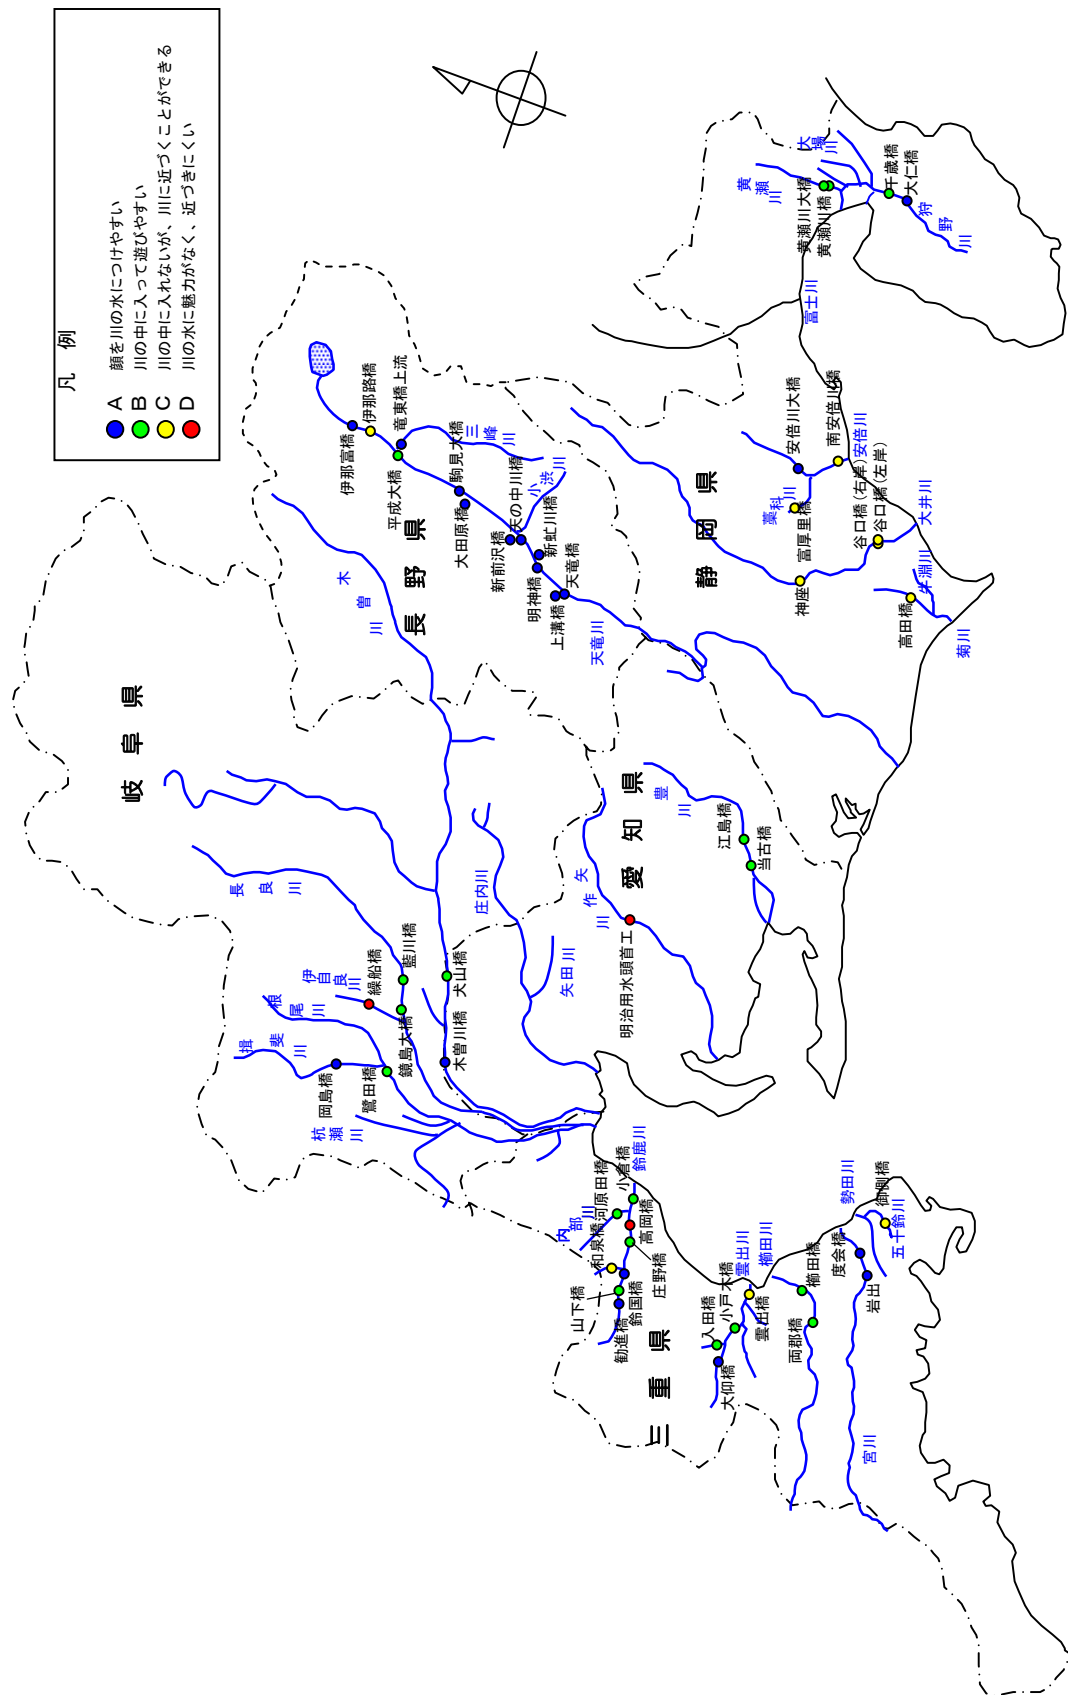 凡 例
A 顔を川の水につけやすい
B 川の中に入って遊びやすい
C 川の中に入れないが、川に近づくことができる
D 川の水に魅力がなく、近づきにくい
岐阜県
長野県
静岡県
愛知県
三重県
伊那富橋
伊那路橋
竜東橋上流
平成大橋
駒見大橋
三峰川
大田原橋
天の中川橋
小渋川
新前沢橋
新虻川橋
明神橋
天竜橋
上溝橋
天竜川
木曽川
大場川
黄瀬川
黄瀬川大橋
黄瀬川橋
千歳橋
大仁橋
狩野川
富士川
安倍川大橋
南安倍川橋
安倍川
藁科川
富厚里橋
谷口橋(右岸)
谷口橋(左岸)
大井川
神座
牛淵川
高田橋
菊川
豊川
江島橋
当古橋
矢作川
明治用水頭首工
庄内川
矢田川
長良川
伊自良川
繰船橋
藍川橋
犬山橋
根尾川
揖斐川
鏡島大橋
木曽川橋
岡島橋
鷺田橋
杭瀬川
内部川
河原田橋
小倉橋
鈴鹿川
和泉橋
高岡橋
庄野橋
山下橋
鈴国橋
勧進橋
入田橋
小戸木橋
雲出川
櫛田川
雲出橋
大仰橋
櫛田橋
両郡橋
勢田川
御側橋
五十鈴川
度会橋
岩出
宮川